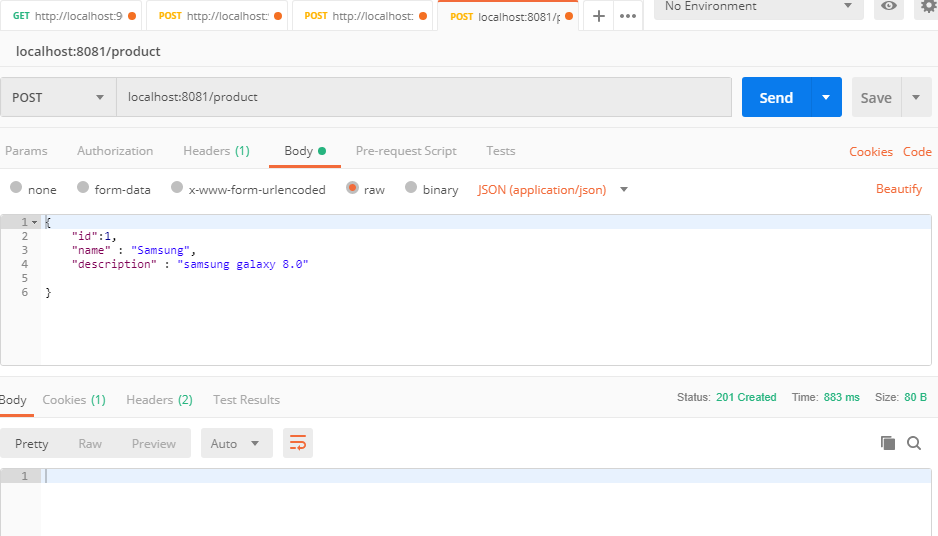 GET http://localhost:9 POST http://localhost: POST http://localhost: POST localhost:8081/p + ••• No Environment
localhost:8081/product
POST localhost:8081/product Send Save
Params Authorization Headers (1) Body Pre-request Script Tests Cookies Code
none form-data x-www-form-urlencoded raw binary JSON (application/json) Beautify
1 {
2 "id":1,
3 "name" : "Samsung",
4 "description" : "samsung galaxy 8.0"
5
6 }
Body Cookies (1) Headers (2) Test Results Status: 201 Created Time: 883 ms Size: 80 B
Pretty Raw Preview Auto
1